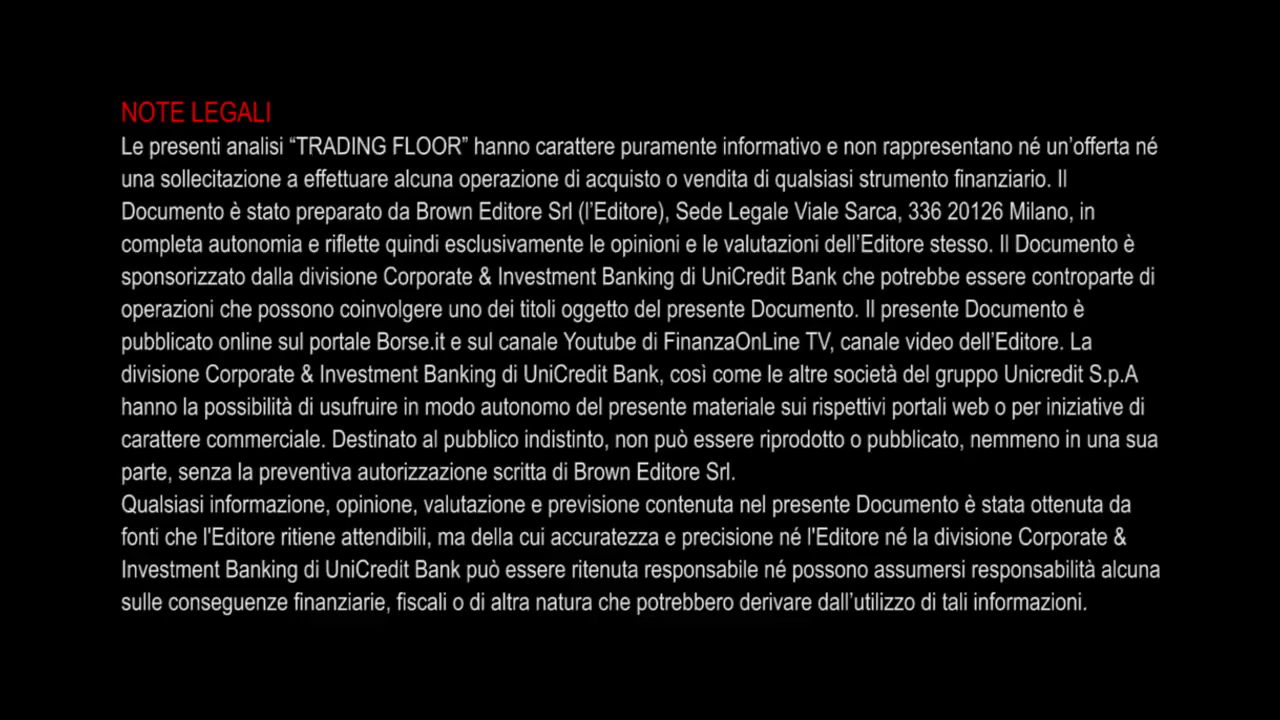 NOTE LEGALI
Le presenti analisi “TRADING FLOOR” hanno carattere puramente informativo e non rappresentano né un’offerta né
una sollecitazione a effettuare alcuna operazione di acquisto o vendita di qualsiasi strumento finanziario. Il
Documento è stato preparato da Brown Editore Srl (l’Editore), Sede Legale Viale Sarca, 336 20126 Milano, in
completa autonomia e riflette quindi esclusivamente le opinioni e le valutazioni dell’Editore stesso. Il Documento è
sponsorizzato dalla divisione Corporate & Investment Banking di UniCredit Bank che potrebbe essere controparte di
operazioni che possono coinvolgere uno dei titoli oggetto del presente Documento. Il presente Documento è
pubblicato online sul portale Borse.it e sul canale Youtube di FinanzaOnLine TV, canale video dell’Editore. La
divisione Corporate & Investment Banking di UniCredit Bank, così come le altre società del gruppo Unicredit S.p.A
hanno la possibilità di usufruire in modo autonomo del presente materiale sui rispettivi portali web o per iniziative di
carattere commerciale. Destinato al pubblico indistinto, non può essere riprodotto o pubblicato, nemmeno in una sua
parte, senza la preventiva autorizzazione scritta di Brown Editore Srl.
Qualsiasi informazione, opinione, valutazione e previsione contenuta nel presente Documento è stata ottenuta da
fonti che l'Editore ritiene attendibili, ma della cui accuratezza e precisione né l'Editore né la divisione Corporate &
Investment Banking di UniCredit Bank può essere ritenuta responsabile né possono assumersi responsabilità alcuna
sulle conseguenze finanziarie, fiscali o di altra natura che potrebbero derivare dall’utilizzo di tali informazioni.